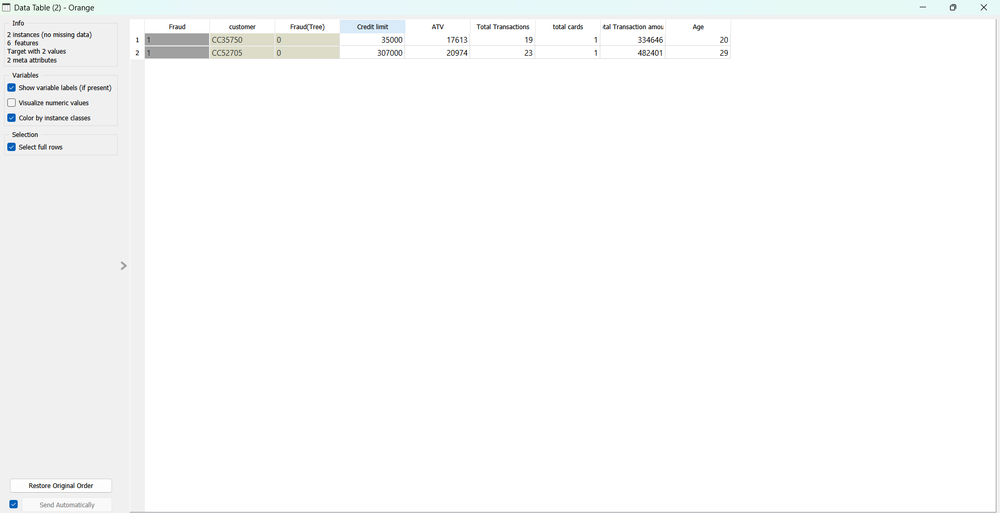 Data Table (2) - Orange
Info
2 instances (no missing data)
6 features
Target with 2 values
2 meta attributes
Variables
Show variable labels (if present)
Visualize numeric values
Color by instance classes
Selection
Select full rows
Restore Original Order
Send Automatically
Fraud customer Fraud(Tree) Credit limit ATV Total Transactions total cards tal Transaction amou Age
1 1 CC35750 0 35000 17613 19 1 334646 20
2 1 CC52705 0 307000 20974 23 1 482401 29